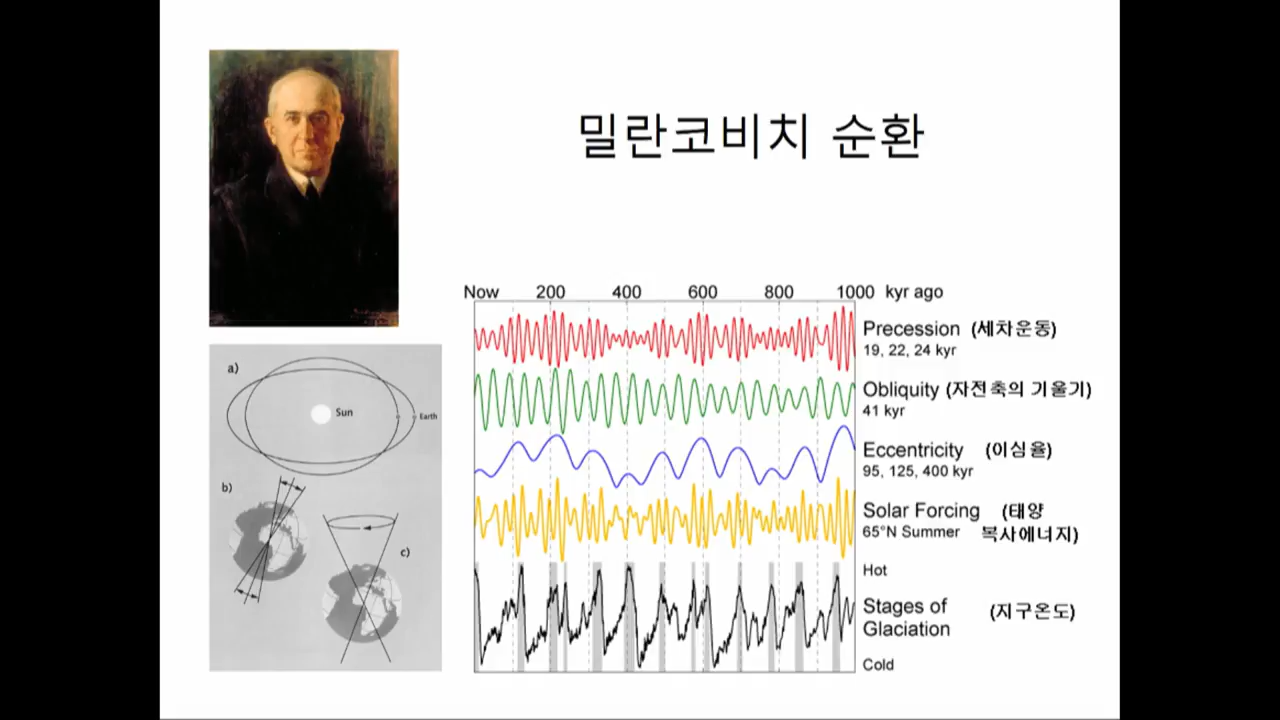 밀란코비치 순환
a)
Sun
Earth
b)
c)
Now 200 400 600 800 1000 kyr ago
Precession (세차운동)
19, 22, 24 kyr
Obliquity (자전축의 기울기)
41 kyr
Eccentricity (이심율)
95, 125, 400 kyr
Solar Forcing (태양
65°N Summer 복사에너지)
Hot
Stages of (지구온도)
Glaciation
Cold